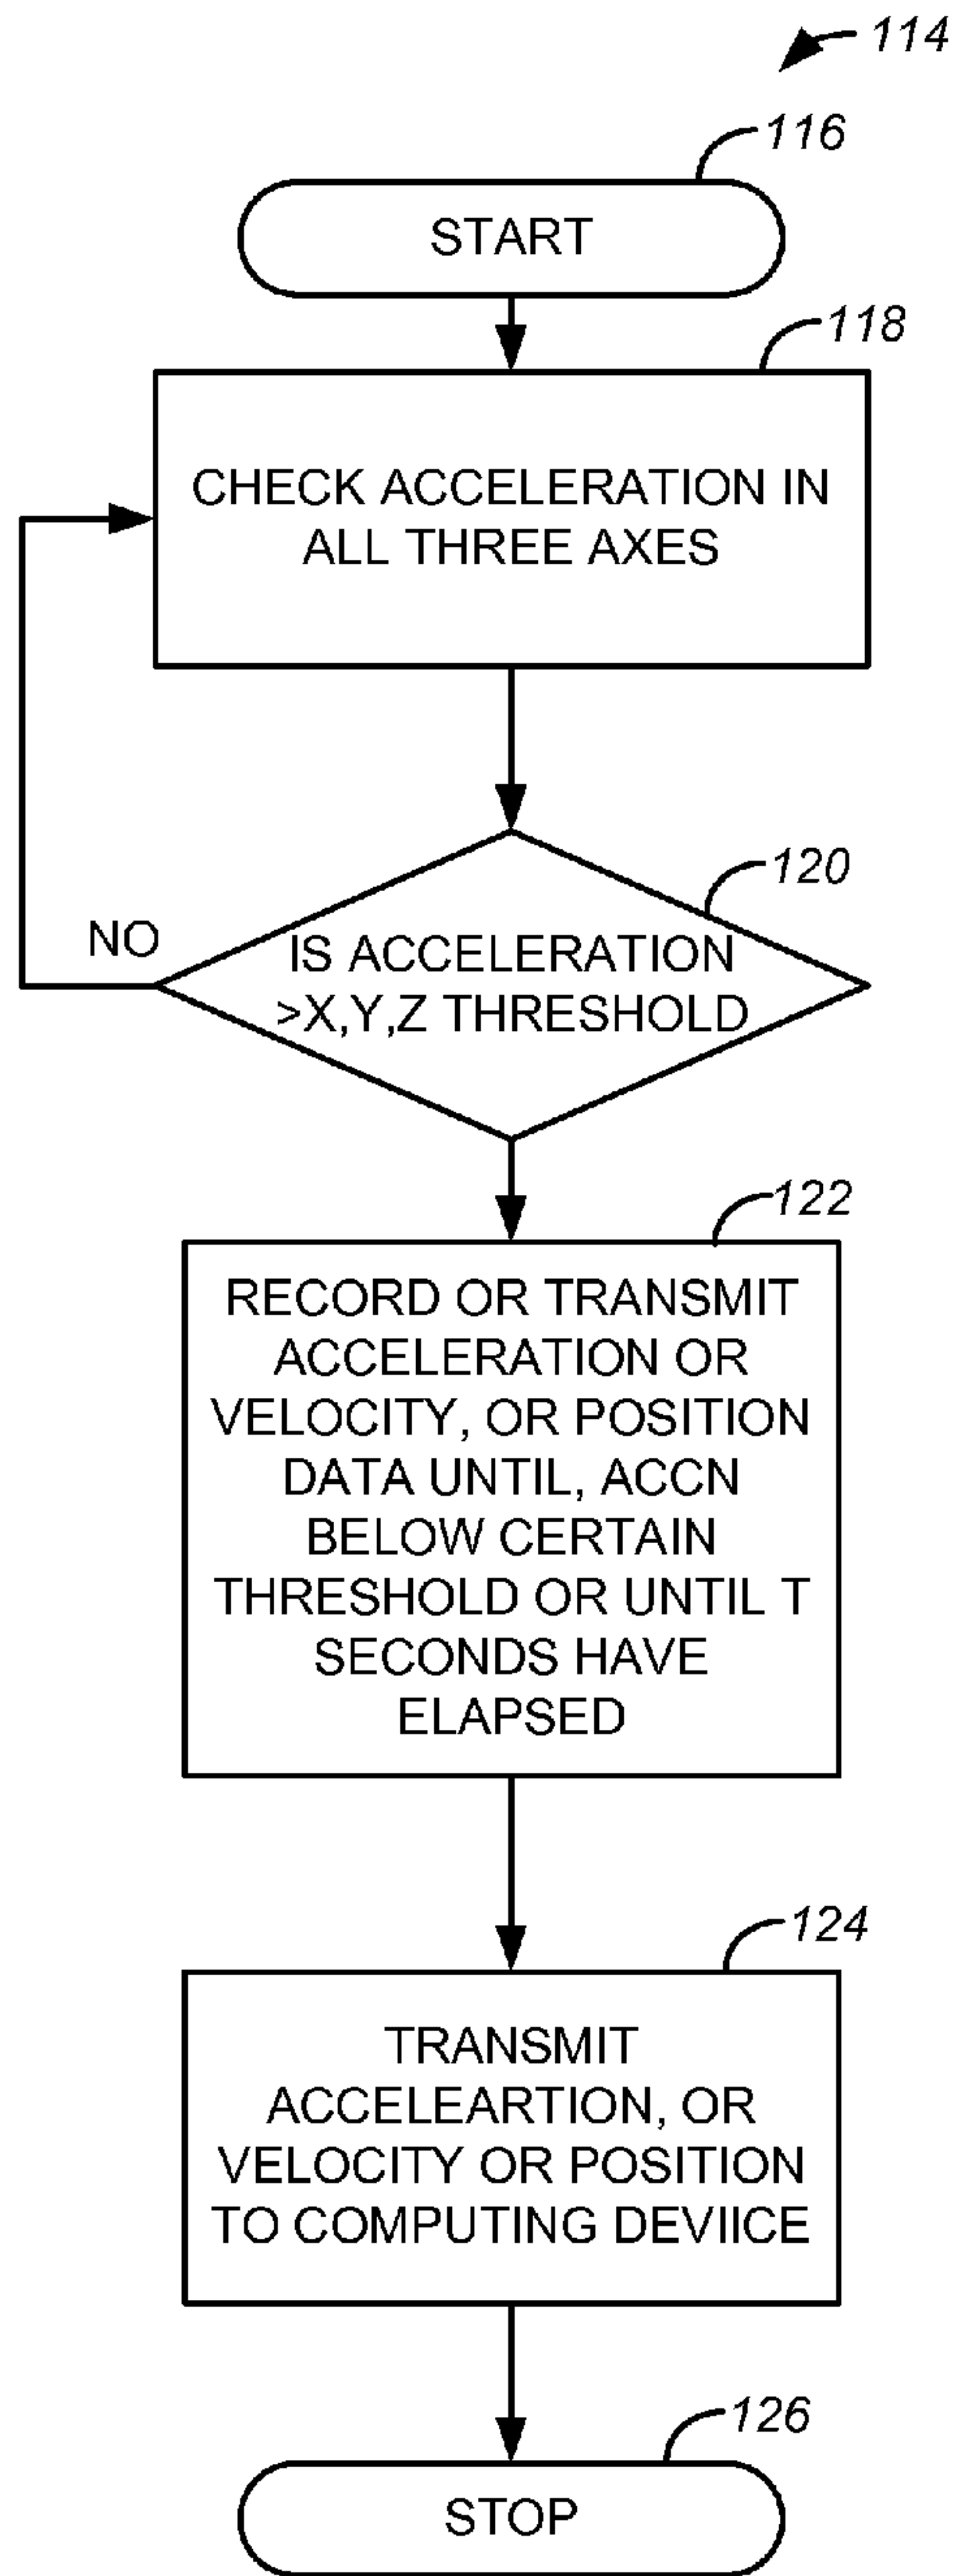 114
116
START
118
CHECK ACCELERATION IN
ALL THREE AXES
120
NO
IS ACCELERATION
>X,Y,Z THRESHOLD
122
RECORD OR TRANSMIT
ACCELERATION OR
VELOCITY, OR POSITION
DATA UNTIL, ACCN
BELOW CERTAIN
THRESHOLD OR UNTIL T
SECONDS HAVE
ELAPSED
124
TRANSMIT
ACCELEARTION, OR
VELOCITY OR POSITION
TO COMPUTING DEVIICE
126
STOP